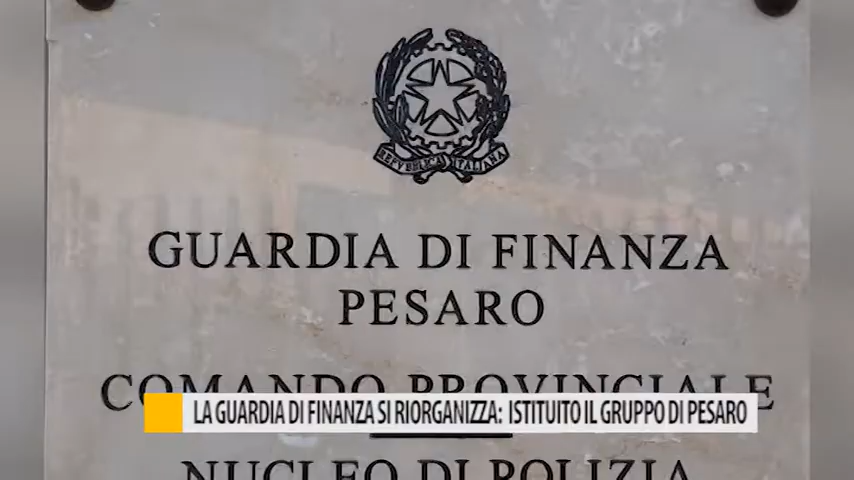 REPVBBLICA ITALIANA
GUARDIA DI FINANZA
PESARO
COMANDO PROVINCIALE
LA GUARDIA DI FINANZA SI RIORGANIZZA: ISTITUITO IL GRUPPO DI PESARO
NUCLEO DI POLIZIA